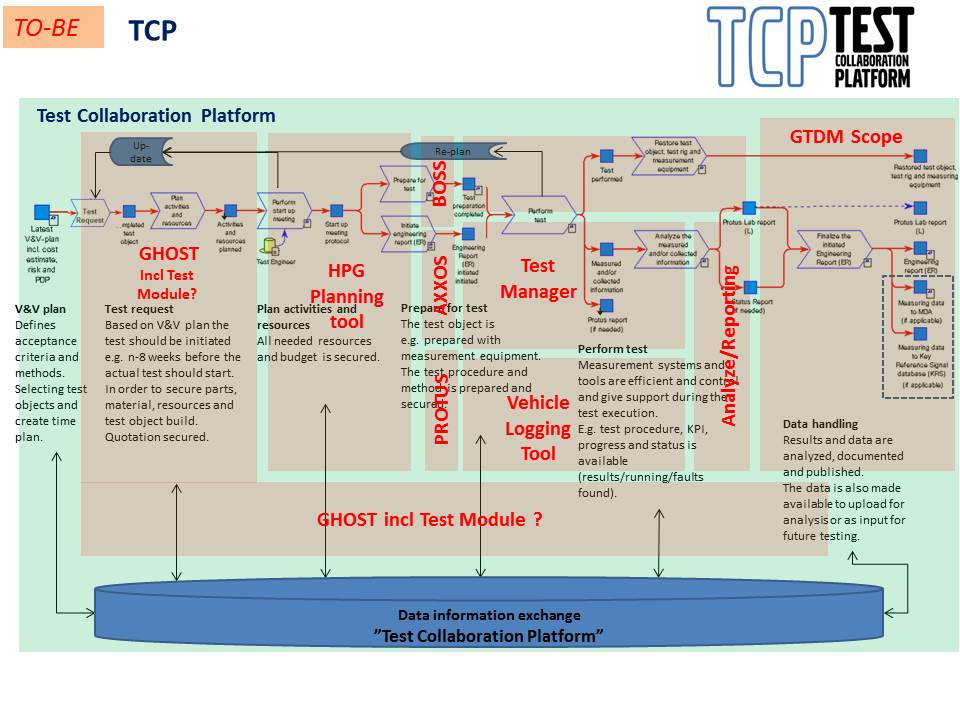 TO-BE
TCP
TCP TEST
COLLABORATION
PLATFORM
Test Collaboration Platform
GTDM Scope
Up-
date
Re-plan
Test
Request
Plan
activities
and
resources
Perform
start up
meeting
Prepare for
test
Initiate
engineering
report (ER)
Perform
test
Restore test
object, test rig and
measurement
equipment
Analyze the
measured
and/or collected
information
Finalize the
initiated
Engineering
Report (ER)
Latest
V&V-plan
incl. cost
estimate,
risk and
PDP
...mpleted
test
object
Activities
and
resources
planned
Test Engineer
Start up
meeting
protocol
Test
preparation
completed
Engineering
Report
(ER)
initiated
initiated
Test
performed
Measured
and/or
collected
information
Protus report
(if needed)
Protus Lab report
(L)
Status Report
(if needed)
Restored test
object, test rig and
measuring
equipment
Protus Lab report
(L)
Engineering
report (ER)
Measuring data
to MDA
(if applicable)
Measuring data
to Key
Reference Signal
database (KRS)
(if applicable)
GHOST
Incl Test
Module?
HPG
Planning
tool
BOSS
AXXOS
PROTUS
Test
Manager
Vehicle
Logging
Tool
Analyze/Reporting
V&V plan
Defines
acceptance
criteria and
methods.
Selecting test
objects and
create time
plan.
Test request
Based on V&V plan the
test should be initiated
e.g. n-8 weeks before the
actual test should start.
In order to secure parts,
material, resources and
test object build.
Quotation secured.
Plan activities and
resources
All needed resources
and budget is secured.
Prepare for test
The test object is
e.g. prepared with
measurement equipment.
The test procedure and
method is prepared and
secured.
Perform test
Measurement systems and
tools are efficient and control
and give support during the
test execution.
E.g. test procedure, KPI,
progress and status is
available
(results/running/faults
found).
Data handling
Results and data are
analyzed, documented
and published.
The data is also made
available to upload for
analysis or as input for
future testing.
GHOST incl Test Module ?
Data information exchange
”Test Collaboration Platform”